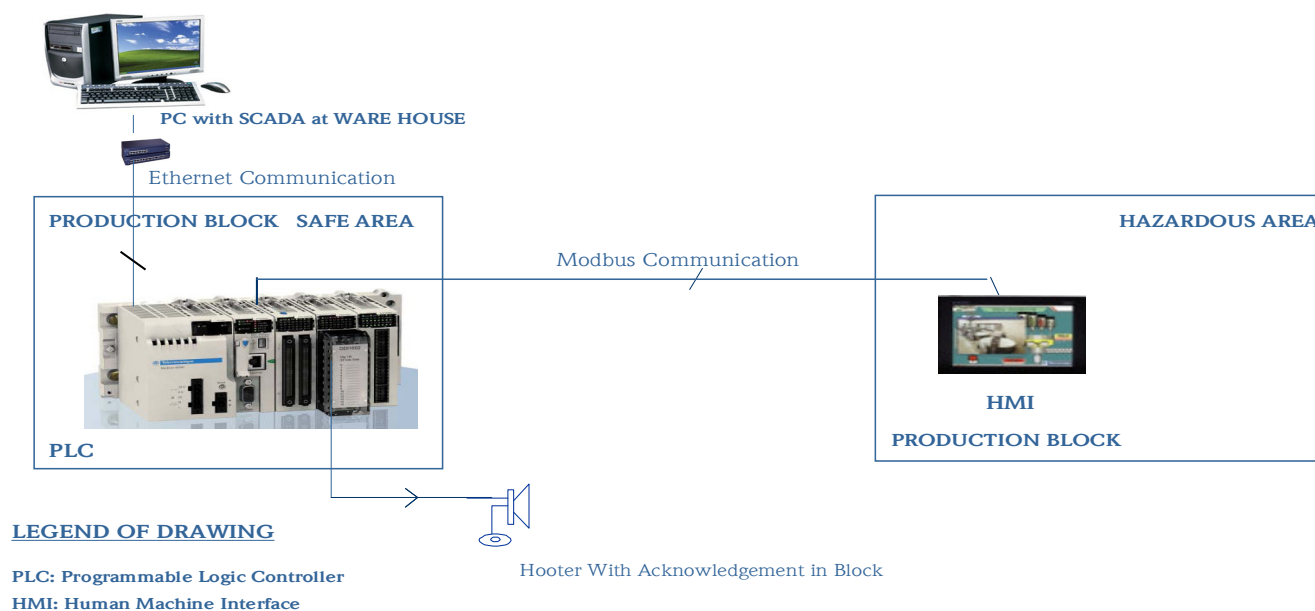 PC with SCADA at WARE HOUSE
Ethernet Communication
PRODUCTION BLOCK SAFE AREA
HAZARDOUS AREA
Modbus Communication
HMI
PRODUCTION BLOCK
PLC
LEGEND OF DRAWING
Hooter With Acknowledgement in Block
PLC: Programmable Logic Controller
HMI: Human Machine Interface